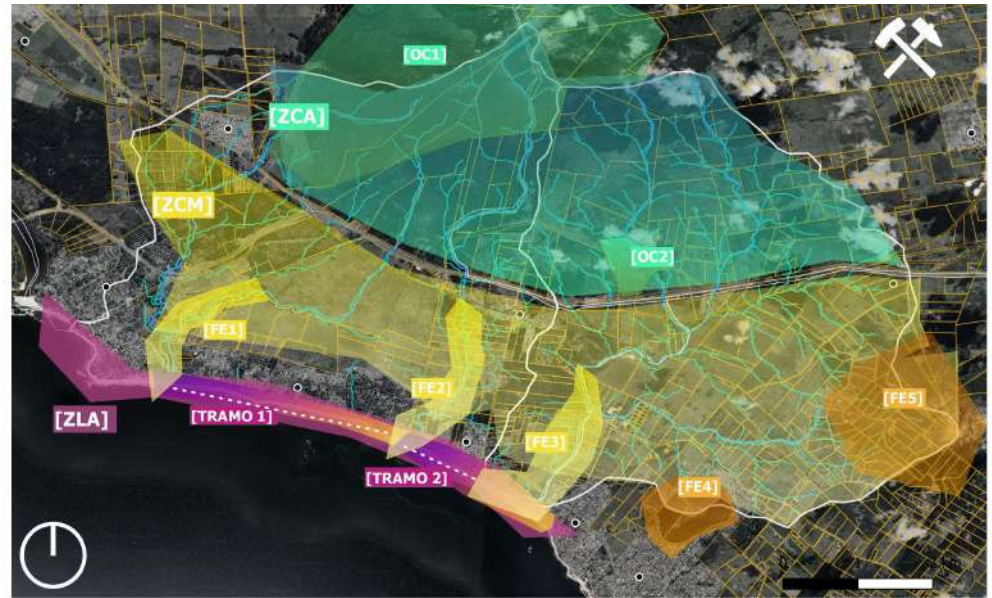 [OC1]
[ZCA]
[ZCM]
[OC2]
[FE1]
[FE2]
[FE5]
[ZLA]
[TRAMO 1]
[FE3]
[TRAMO 2]
[FE4]